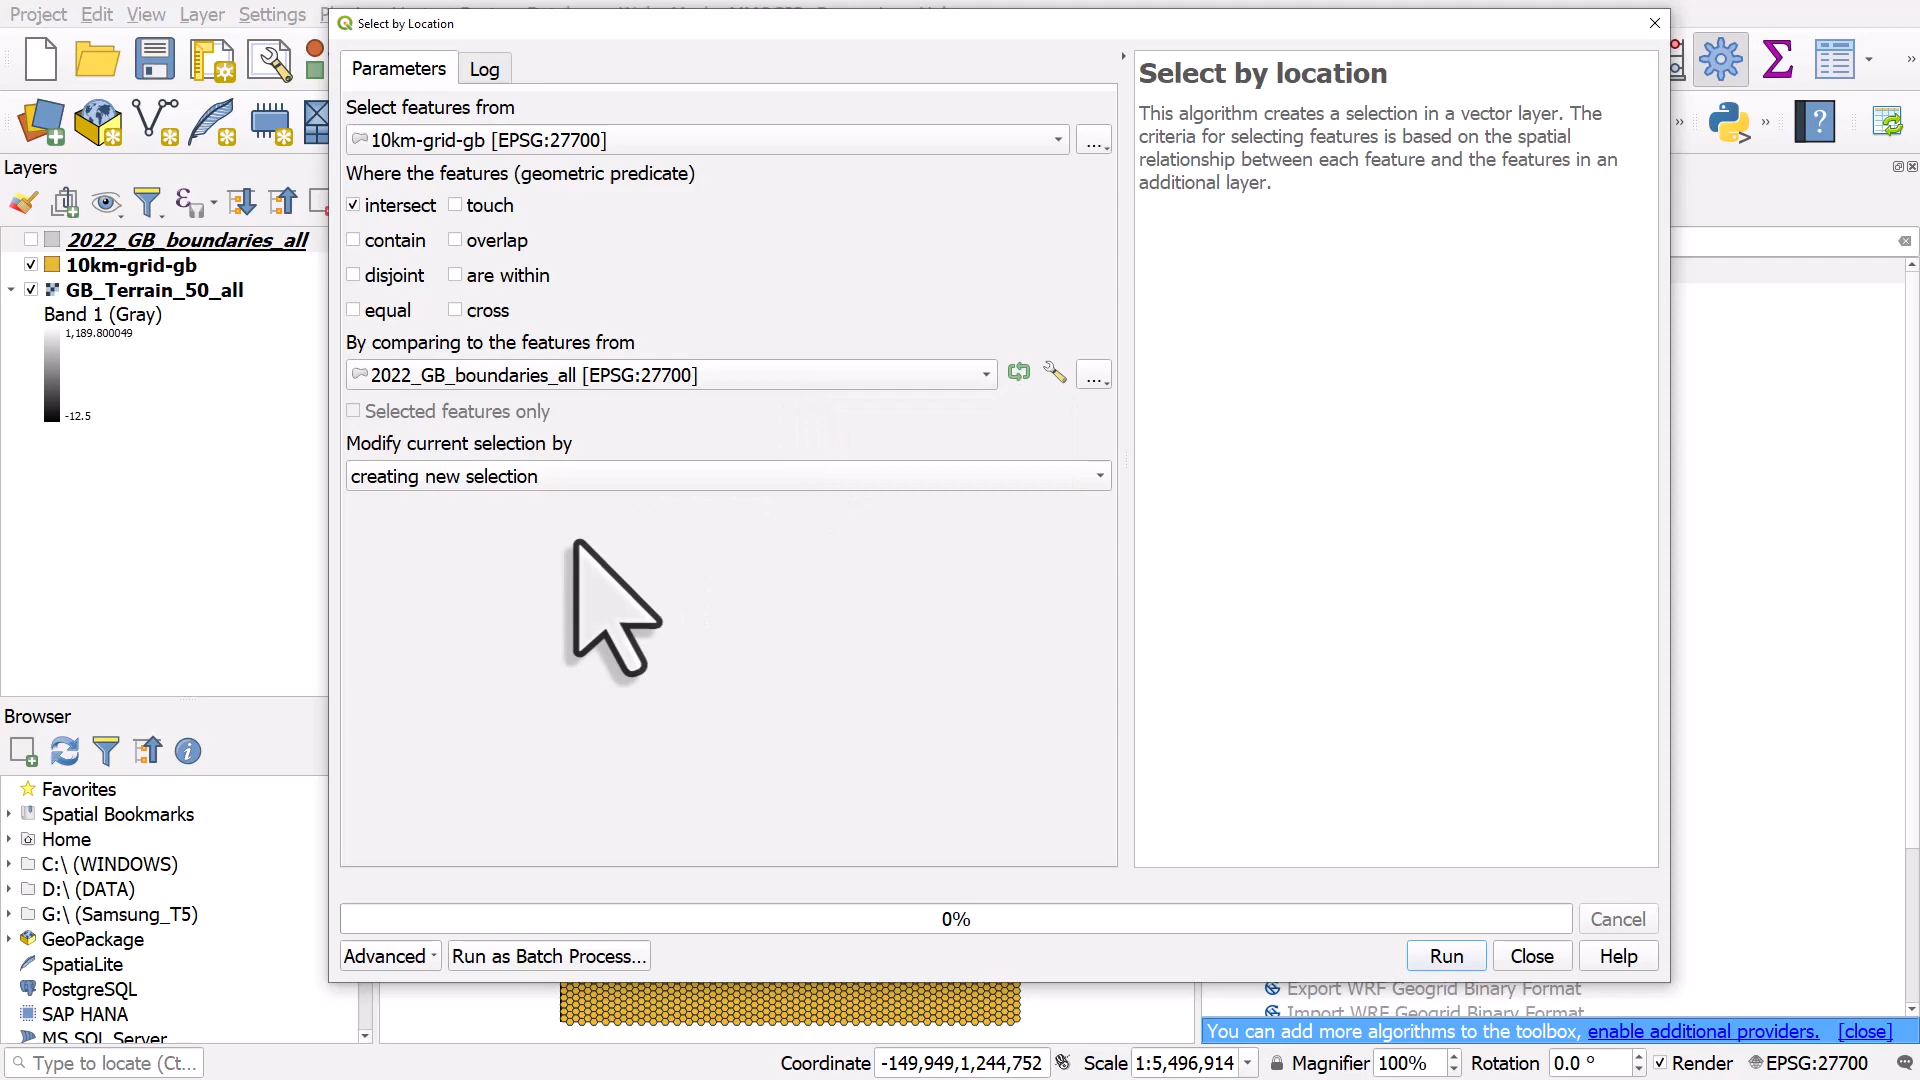 Project Edit View Layer Settings
Select by Location
Parameters Log
Select features from
10km-grid-gb [EPSG:27700]
...
Where the features (geometric predicate)
intersect touch
contain overlap
disjoint are within
equal cross
By comparing to the features from
2022_GB_boundaries_all [EPSG:27700]
...
Selected features only
Modify current selection by
creating new selection
0%
Cancel
Advanced Run as Batch Process... Run Close Help
Select by location
This algorithm creates a selection in a vector layer. The
criteria for selecting features is based on the spatial
relationship between each feature and the features in an
additional layer.
Layers
2022_GB_boundaries_all
10km-grid-gb
GB_Terrain_50_all
Band 1 (Gray)
1,189.800049
-12.5
Browser
Favorites
Spatial Bookmarks
Home
C:\ (WINDOWS)
D:\ (DATA)
G:\ (Samsung_T5)
GeoPackage
SpatiaLite
PostgreSQL
SAP HANA
MS SQL Server
Export WRF Geogrid Binary Format
Import WRF Geogrid Binary Format
You can add more algorithms to the toolbox, enable additional providers. [close]
Type to locate (Ct... Coordinate -149,949,1,244,752 Scale 1:5,496,914 Magnifier 100% Rotation 0.0 ° Render EPSG:27700